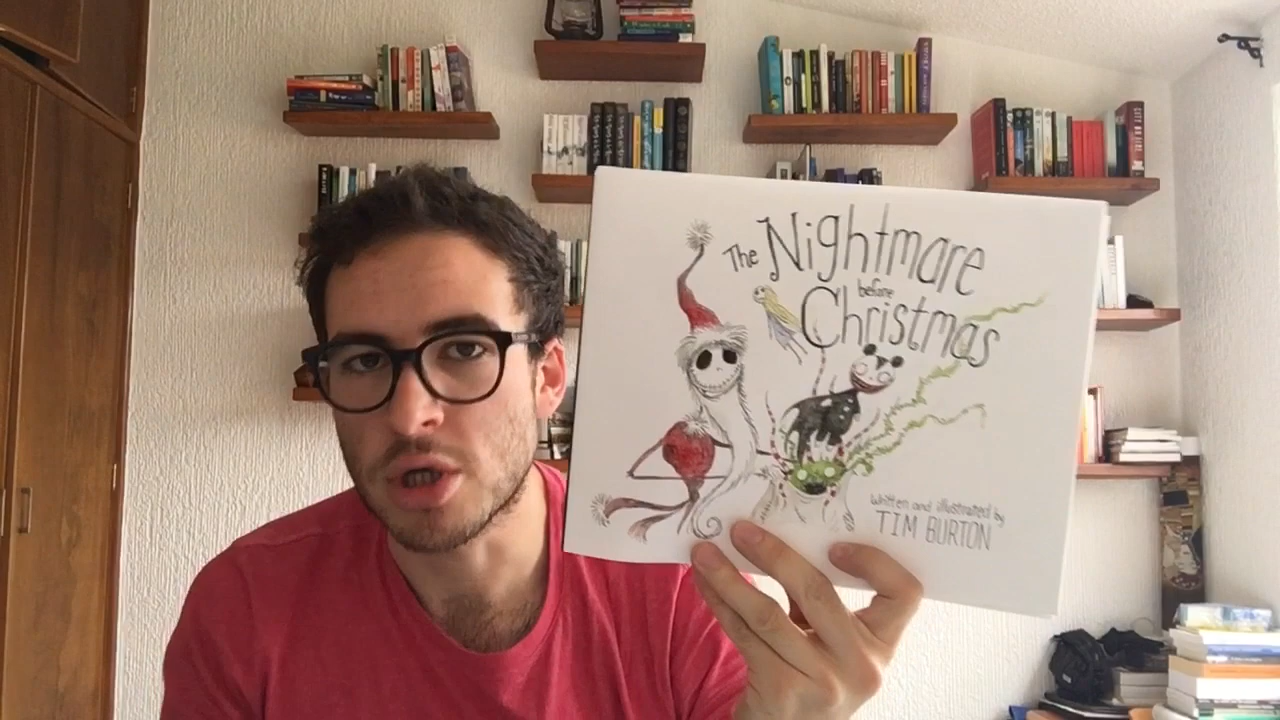 The Nightmare
before
Christmas
Written and illustrated by
TIM BURTON